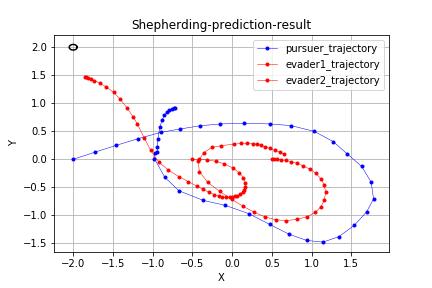 Shepherding-prediction-result
pursuer_trajectory
evader1_trajectory
evader2_trajectory
Y
2.0
1.5
1.0
0.5
0.0
−0.5
−1.0
−1.5
−2.0 −1.5 −1.0 −0.5 0.0 0.5 1.0 1.5
X